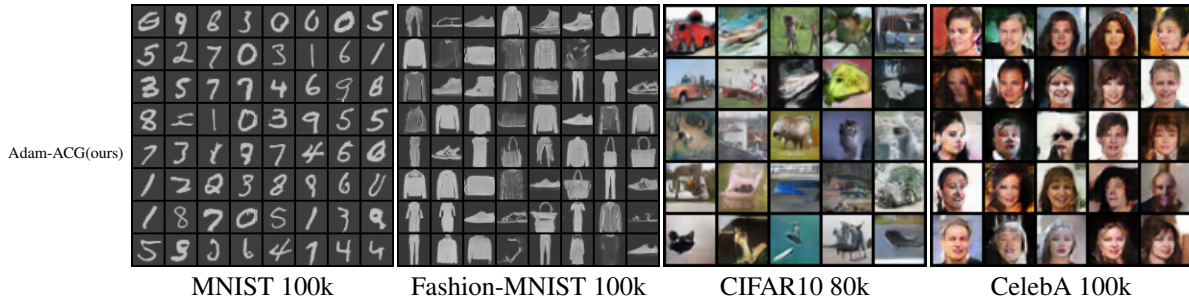 Adam-ACG(ours)
MNIST 100k
Fashion-MNIST 100k
CIFAR10 80k
CelebA 100k